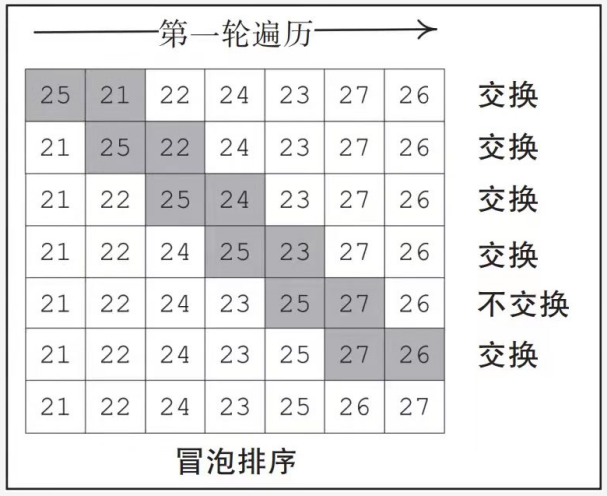 第一轮遍历
25 21 22 24 23 27 26 交换
21 25 22 24 23 27 26 交换
21 22 25 24 23 27 26 交换
21 22 24 25 23 27 26 交换
21 22 24 23 25 27 26 不交换
21 22 24 23 25 27 26 交换
21 22 24 23 25 26 27
冒泡排序